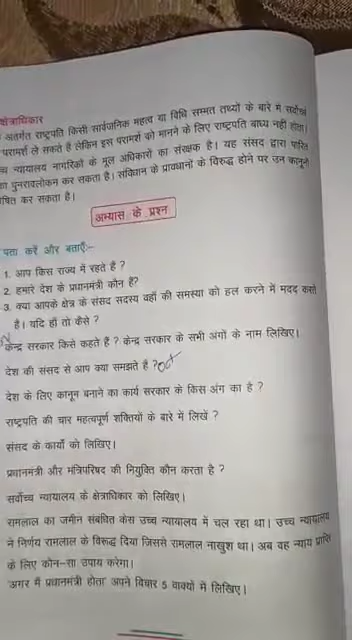 क्षेत्राधिकार
अंतर्गत राष्ट्रपति किसी सार्वजनिक महत्व या विधि सम्मत तथ्यों के बारे में सर्वोच्च
परामर्श ले सकते हैं लेकिन इस परामर्श को मानने के लिए राष्ट्रपति बाध्य नहीं होता।
न्यायालय नागरिकों के मूल अधिकारों का संरक्षक है। यह संसद द्वारा पारित
का पुनरावलोकन कर सकता है। संविधान के प्रावधानों के विरुद्ध होने पर उन कानूनों
कर सकता है।
अभ्यास के प्रश्न
पता करें और बताएँ:–
1. आप किस राज्य में रहते हैं ?
2. हमारे देश के प्रधानमंत्री कौन हैं?
3. क्या आपके क्षेत्र के संसद सदस्य वहाँ की समस्या को हल करने में मदद करते
है। यदि हाँ तो कैसे ?
केन्द्र सरकार किसे कहते हैं ? केन्द्र सरकार के सभी अंगों के नाम लिखिए।
देश की संसद से आप क्या समझते हैं ?
देश के लिए कानून बनाने का कार्य सरकार के किस अंग का है ?
राष्ट्रपति की चार महत्वपूर्ण शक्तियों के बारे में लिखें ?
संसद के कार्यों को लिखिए।
प्रधानमंत्री और मंत्रिपरिषद की नियुक्ति कौन करता है ?
सर्वोच्च न्यायालय के क्षेत्राधिकार को लिखिए।
रामलाल का जमीन संबंधित केस उच्च न्यायालय में चल रहा था। उच्च न्यायालय
ने निर्णय रामलाल के विरुद्ध दिया जिससे रामलाल नाखुश था। अब वह न्याय प्राप्ति
के लिए कौन–सा उपाय करेगा।
'अगर मैं प्रधानमंत्री होता' अपने विचार 5 वाक्यों में लिखिए।